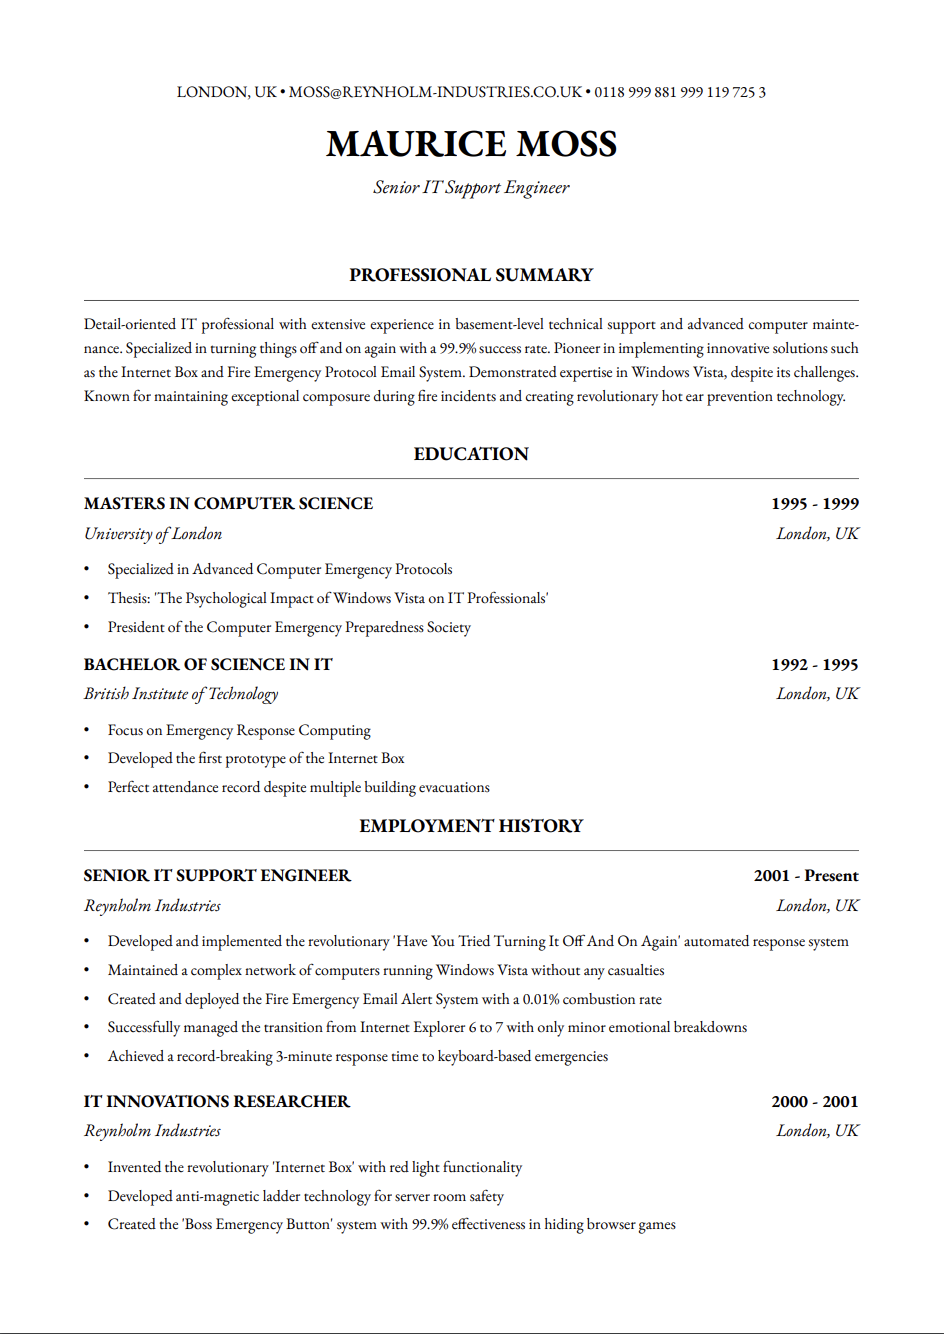 LONDON, UK • MOSS@REYNHOLM-INDUSTRIES.CO.UK • 0118 999 881 999 119 725 3
MAURICE MOSS
Senior IT Support Engineer
PROFESSIONAL SUMMARY
Detail-oriented IT professional with extensive experience in basement-level technical support and advanced computer mainte-
nance. Specialized in turning things off and on again with a 99.9% success rate. Pioneer in implementing innovative solutions such
as the Internet Box and Fire Emergency Protocol Email System. Demonstrated expertise in Windows Vista, despite its challenges.
Known for maintaining exceptional composure during fire incidents and creating revolutionary hot ear prevention technology.
EDUCATION
MASTERS IN COMPUTER SCIENCE 1995 - 1999
University of London London, UK
• Specialized in Advanced Computer Emergency Protocols
• Thesis: 'The Psychological Impact of Windows Vista on IT Professionals'
• President of the Computer Emergency Preparedness Society
BACHELOR OF SCIENCE IN IT 1992 - 1995
British Institute of Technology London, UK
• Focus on Emergency Response Computing
• Developed the first prototype of the Internet Box
• Perfect attendance record despite multiple building evacuations
EMPLOYMENT HISTORY
SENIOR IT SUPPORT ENGINEER 2001 - Present
Reynholm Industries London, UK
• Developed and implemented the revolutionary 'Have You Tried Turning It Off And On Again' automated response system
• Maintained a complex network of computers running Windows Vista without any casualties
• Created and deployed the Fire Emergency Email Alert System with a 0.01% combustion rate
• Successfully managed the transition from Internet Explorer 6 to 7 with only minor emotional breakdowns
• Achieved a record-breaking 3-minute response time to keyboard-based emergencies
IT INNOVATIONS RESEARCHER 2000 - 2001
Reynholm Industries London, UK
• Invented the revolutionary 'Internet Box' with red light functionality
• Developed anti-magnetic ladder technology for server room safety
• Created the 'Boss Emergency Button' system with 99.9% effectiveness in hiding browser games